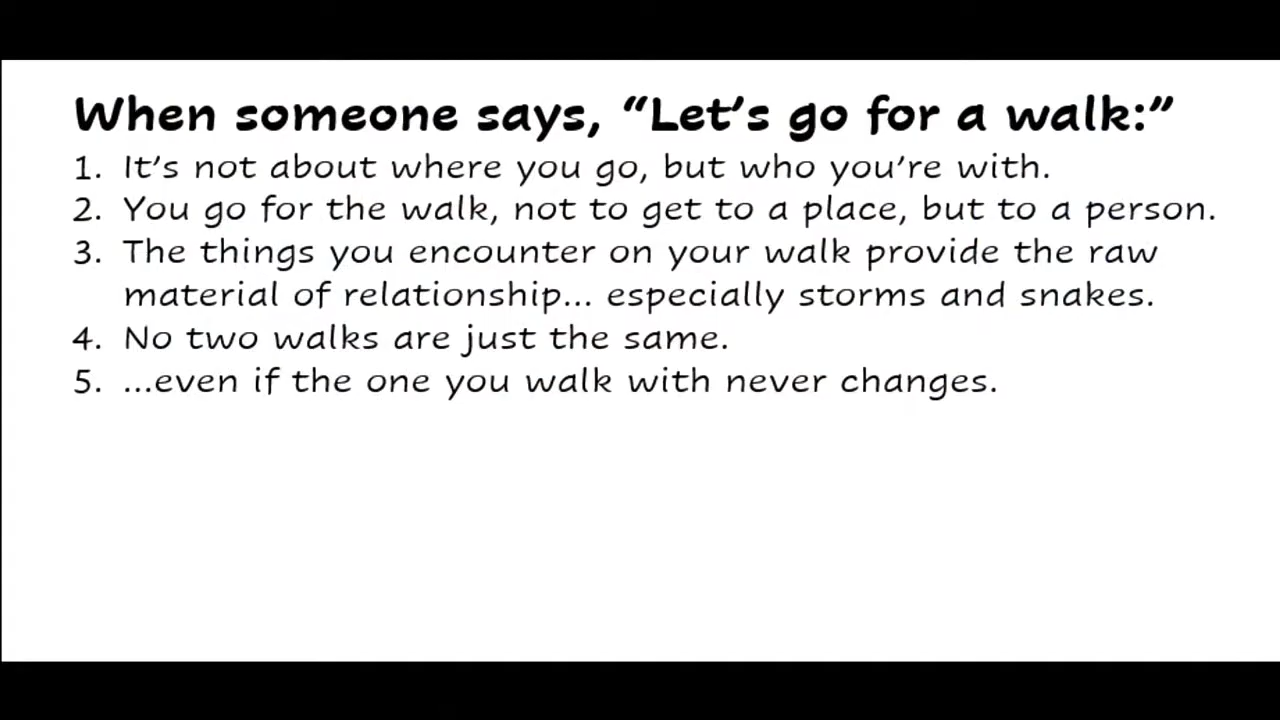 When someone says, “Let’s go for a walk:”
1. It’s not about where you go, but who you’re with.
2. You go for the walk, not to get to a place, but to a person.
3. The things you encounter on your walk provide the raw
material of relationship... especially storms and snakes.
4. No two walks are just the same.
5. ...even if the one you walk with never changes.